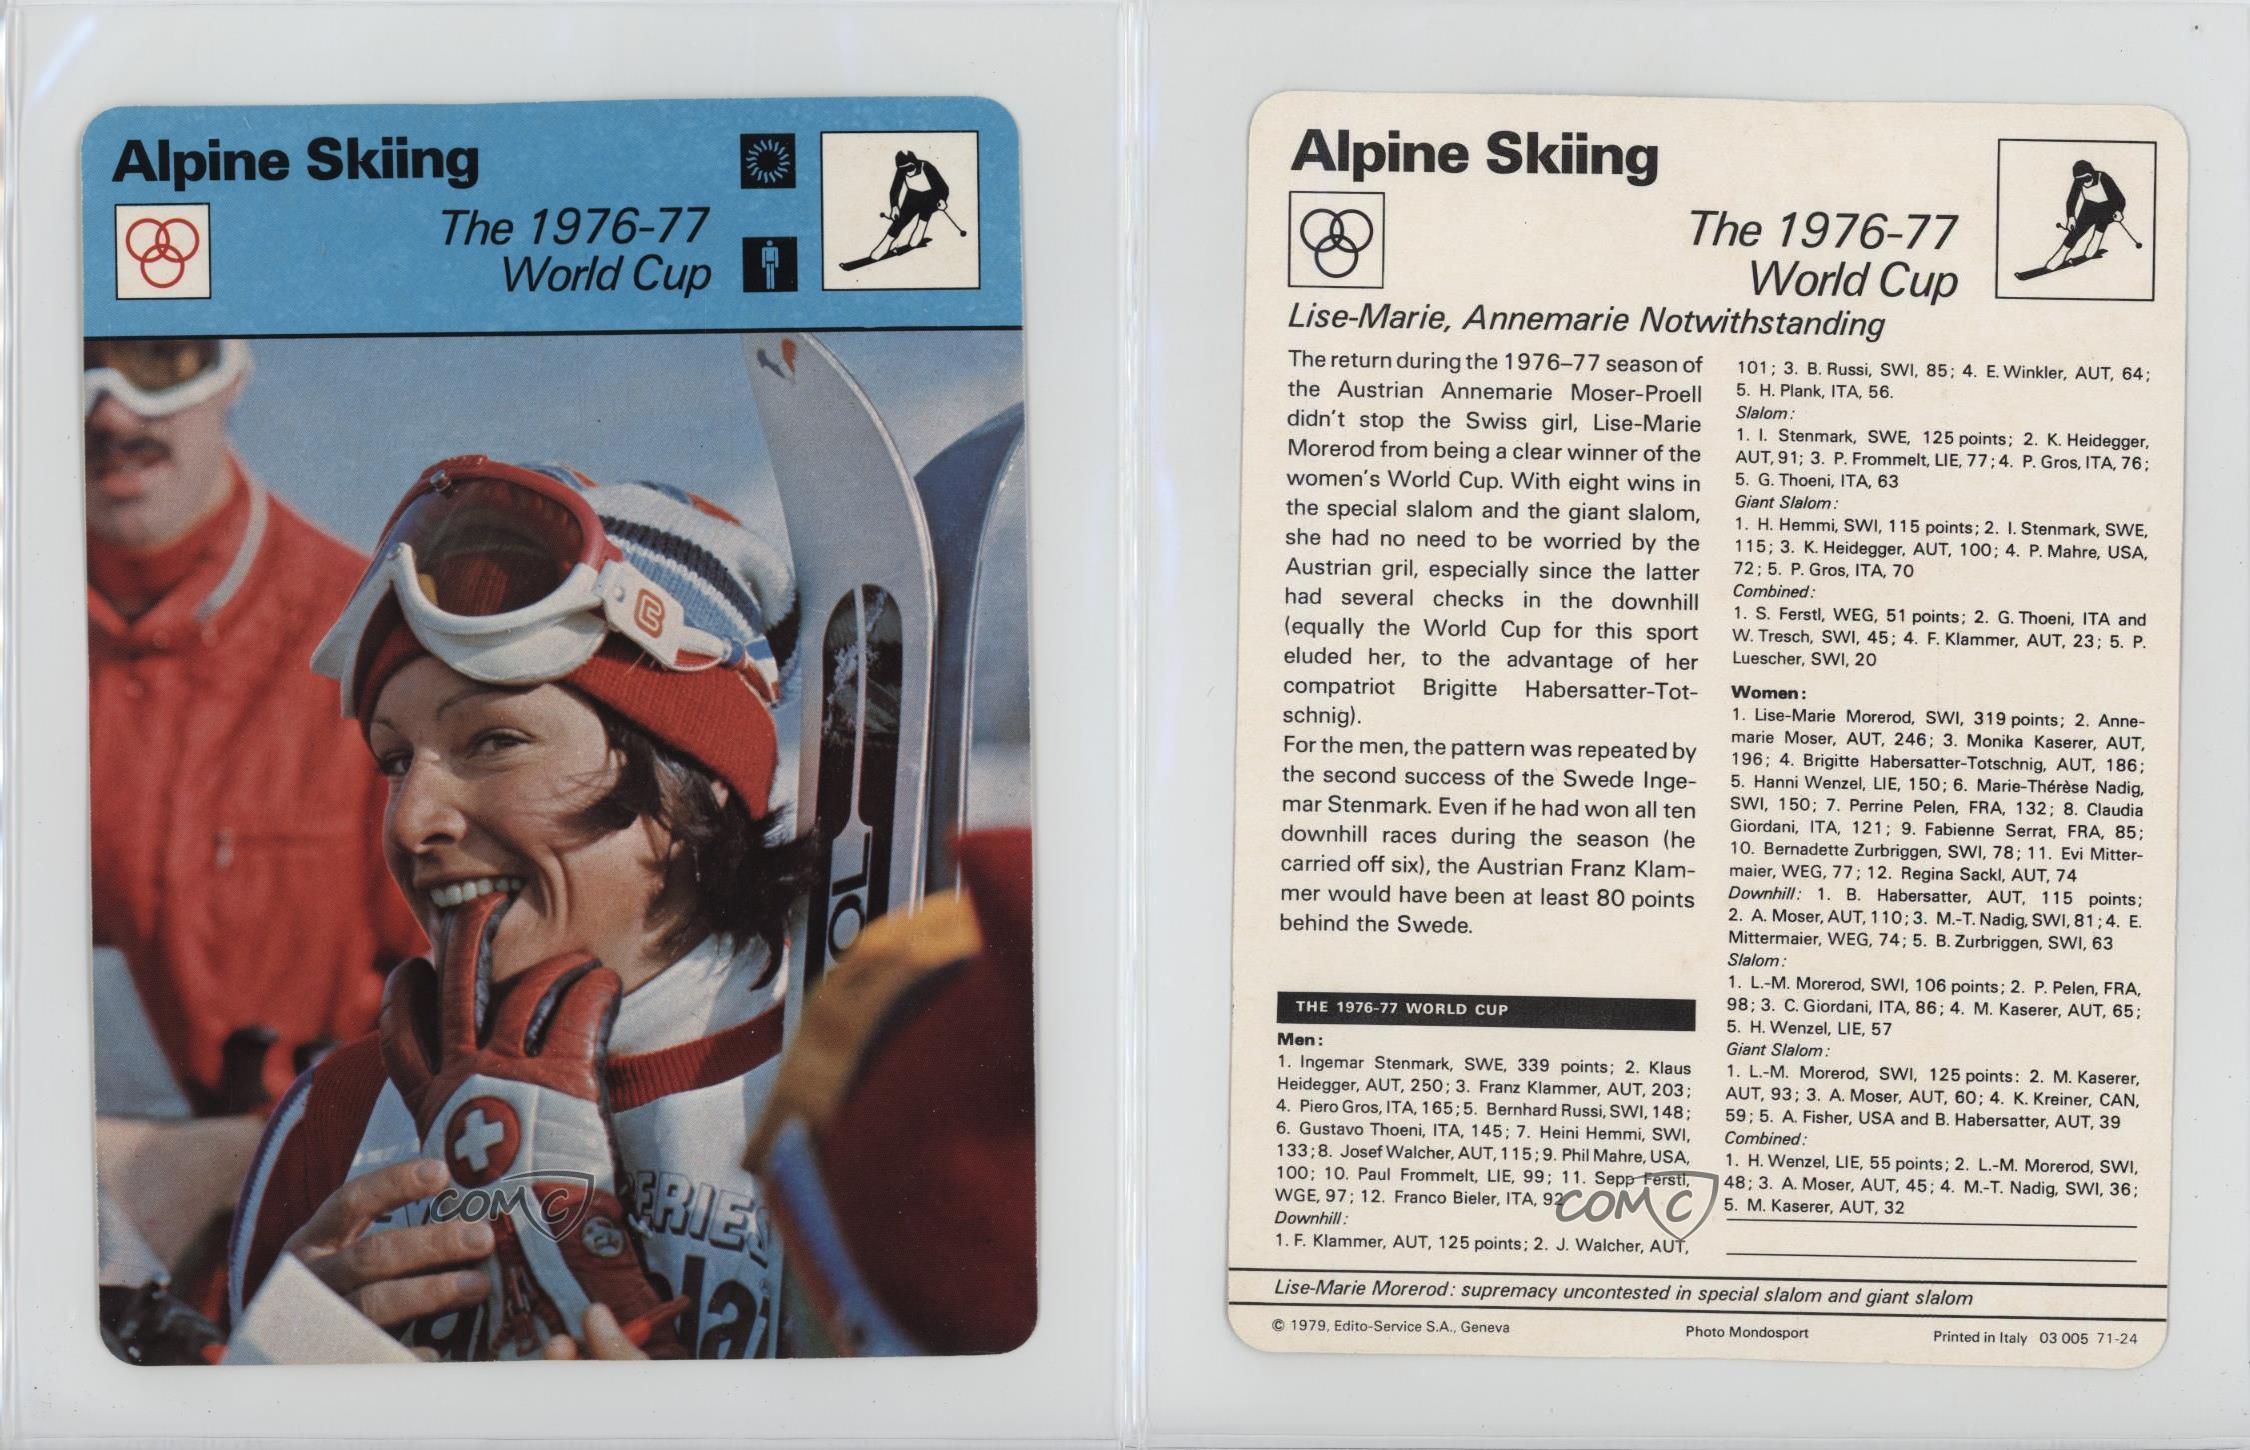 Alpine Skiing
The 1976-77
World Cup
B
OL
COMC
ERIES
Alpine Skiing
The 1976-77
World Cup
Lise-Marie, Annemarie Notwithstanding
The return during the 1976–77 season of
the Austrian Annemarie Moser-Proell
didn't stop the Swiss girl, Lise-Marie
Morerod from being a clear winner of the
women's World Cup. With eight wins in
the special slalom and the giant slalom,
she had no need to be worried by the
Austrian gril, especially since the latter
had several checks in the downhill
(equally the World Cup for this sport
eluded her, to the advantage of her
compatriot Brigitte Habersatter-Tot-
schnig).
For the men, the pattern was repeated by
the second success of the Swede Inge-
mar Stenmark. Even if he had won all ten
downhill races during the season (he
carried off six), the Austrian Franz Klam-
mer would have been at least 80 points
behind the Swede.
THE 1976-77 WORLD CUP
Men:
1. Ingemar Stenmark, SWE, 339 points; 2. Klaus
Heidegger, AUT, 250; 3. Franz Klammer, AUT, 203;
4. Piero Gros, ITA, 165; 5. Bernhard Russi, SWI, 148;
6. Gustavo Thoeni, ITA, 145; 7. Heini Hemmi, SWI,
133; 8. Josef Walcher, AUT, 115; 9. Phil Mahre, USA,
100; 10. Paul Frommelt, LIE, 99; 11. Sepp Ferstl,
WGE, 97; 12. Franco Bieler, ITA, 92
Downhill:
1. F. Klammer, AUT, 125 points; 2. J. Walcher, AUT,
101; 3. B. Russi, SWI, 85; 4. E. Winkler, AUT, 64;
5. H. Plank, ITA, 56.
Slalom:
1. I. Stenmark, SWE, 125 points; 2. K. Heidegger,
AUT, 91; 3. P. Frommelt, LIE, 77; 4. P. Gros, ITA, 76;
5. G. Thoeni, ITA, 63
Giant Slalom:
1. H. Hemmi, SWI, 115 points; 2. I. Stenmark, SWE,
115; 3. K. Heidegger, AUT, 100; 4. P. Mahre, USA,
72; 5. P. Gros, ITA, 70
Combined:
1. S. Ferstl, WEG, 51 points; 2. G. Thoeni, ITA and
W. Tresch, SWI, 45; 4. F. Klammer, AUT, 23; 5. P.
Luescher, SWI, 20
Women:
1. Lise-Marie Morerod, SWI, 319 points; 2. Anne-
marie Moser, AUT, 246; 3. Monika Kaserer, AUT,
196; 4. Brigitte Habersatter-Totschnig, AUT, 186;
5. Hanni Wenzel, LIE, 150; 6. Marie-Thérèse Nadig,
SWI, 150; 7. Perrine Pelen, FRA, 132; 8. Claudia
Giordani, ITA, 121; 9. Fabienne Serrat, FRA, 85;
10. Bernadette Zurbriggen, SWI, 78; 11. Evi Mitter-
maier, WEG, 77; 12. Regina Sackl, AUT, 74
Downhill: 1. B. Habersatter, AUT, 115 points;
2. A. Moser, AUT, 110; 3. M.-T. Nadig, SWI, 81; 4. E.
Mittermaier, WEG, 74; 5. B. Zurbriggen, SWI, 63
Slalom:
1. L.-M. Morerod, SWI, 106 points; 2. P. Pelen, FRA,
98; 3. C. Giordani, ITA, 86; 4. M. Kaserer, AUT, 65;
5. H. Wenzel, LIE, 57
Giant Slalom:
1. L.-M. Morerod, SWI, 125 points: 2. M. Kaserer,
AUT, 93; 3. A. Moser, AUT, 60; 4. K. Kreiner, CAN,
59; 5. A. Fisher, USA and B. Habersatter, AUT, 39
Combined:
1. H. Wenzel, LIE, 55 points; 2. L.-M. Morerod, SWI,
48; 3. A. Moser, AUT, 45; 4. M.-T. Nadig, SWI, 36;
5. M. Kaserer, AUT, 32
COMC
Lise-Marie Morerod: supremacy uncontested in special slalom and giant slalom
© 1979, Edito-Service S.A., Geneva
Photo Mondosport
Printed in Italy 03 005 71-24